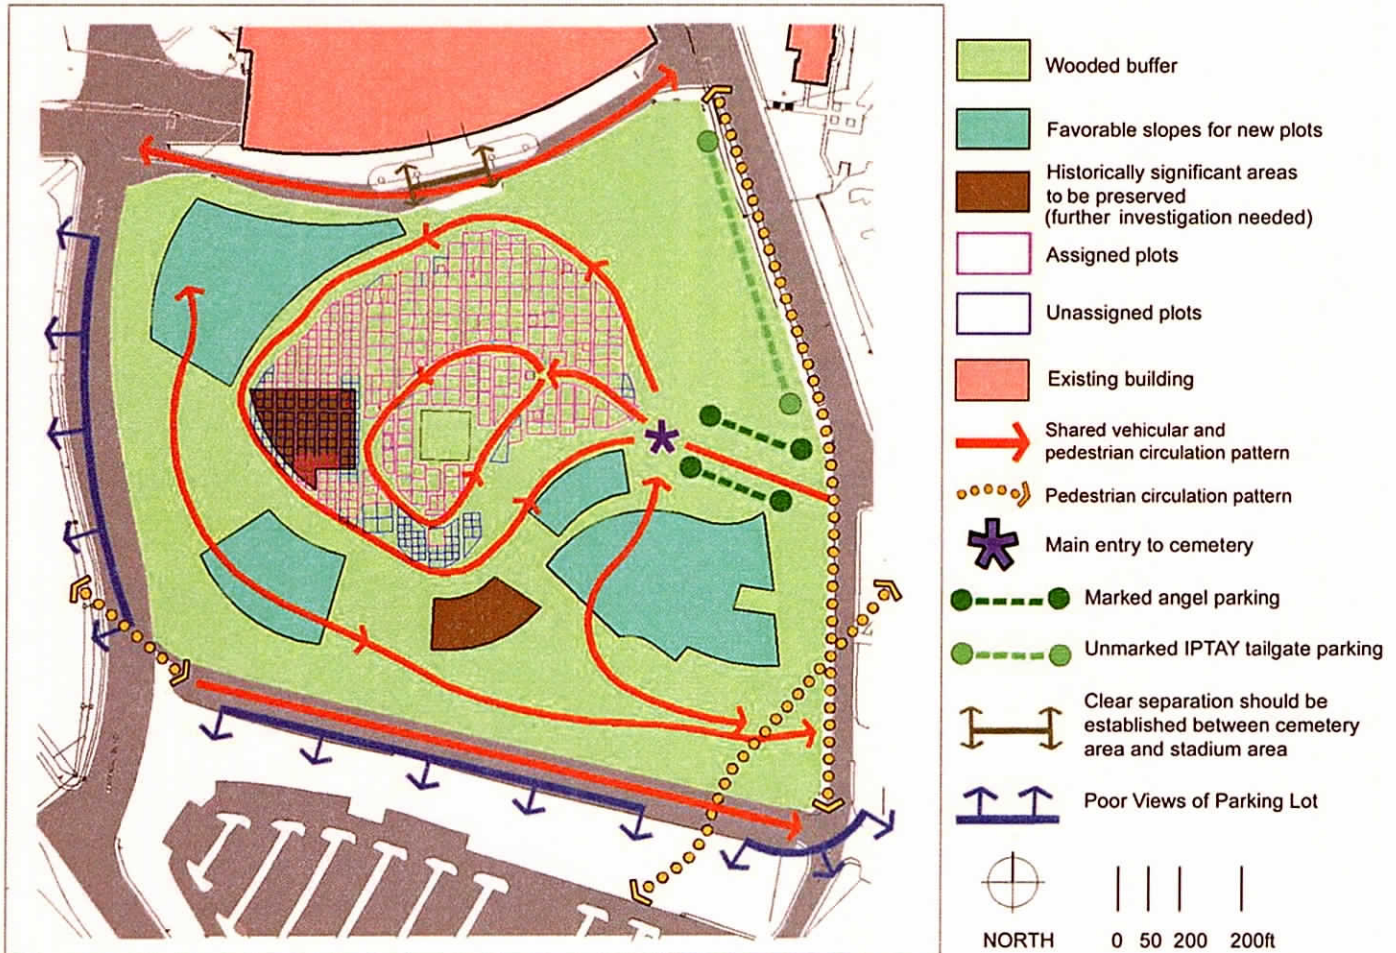 Wooded buffer
Favorable slopes for new plots
Historically significant areas
to be preserved
(further investigation needed)
Assigned plots
Unassigned plots
Existing building
Shared vehicular and
pedestrian circulation pattern
Pedestrian circulation pattern
Main entry to cemetery
Marked angel parking
Unmarked IPTAY tailgate parking
Clear separation should be
established between cemetery
area and stadium area
Poor Views of Parking Lot
NORTH
0 50 200 200ft